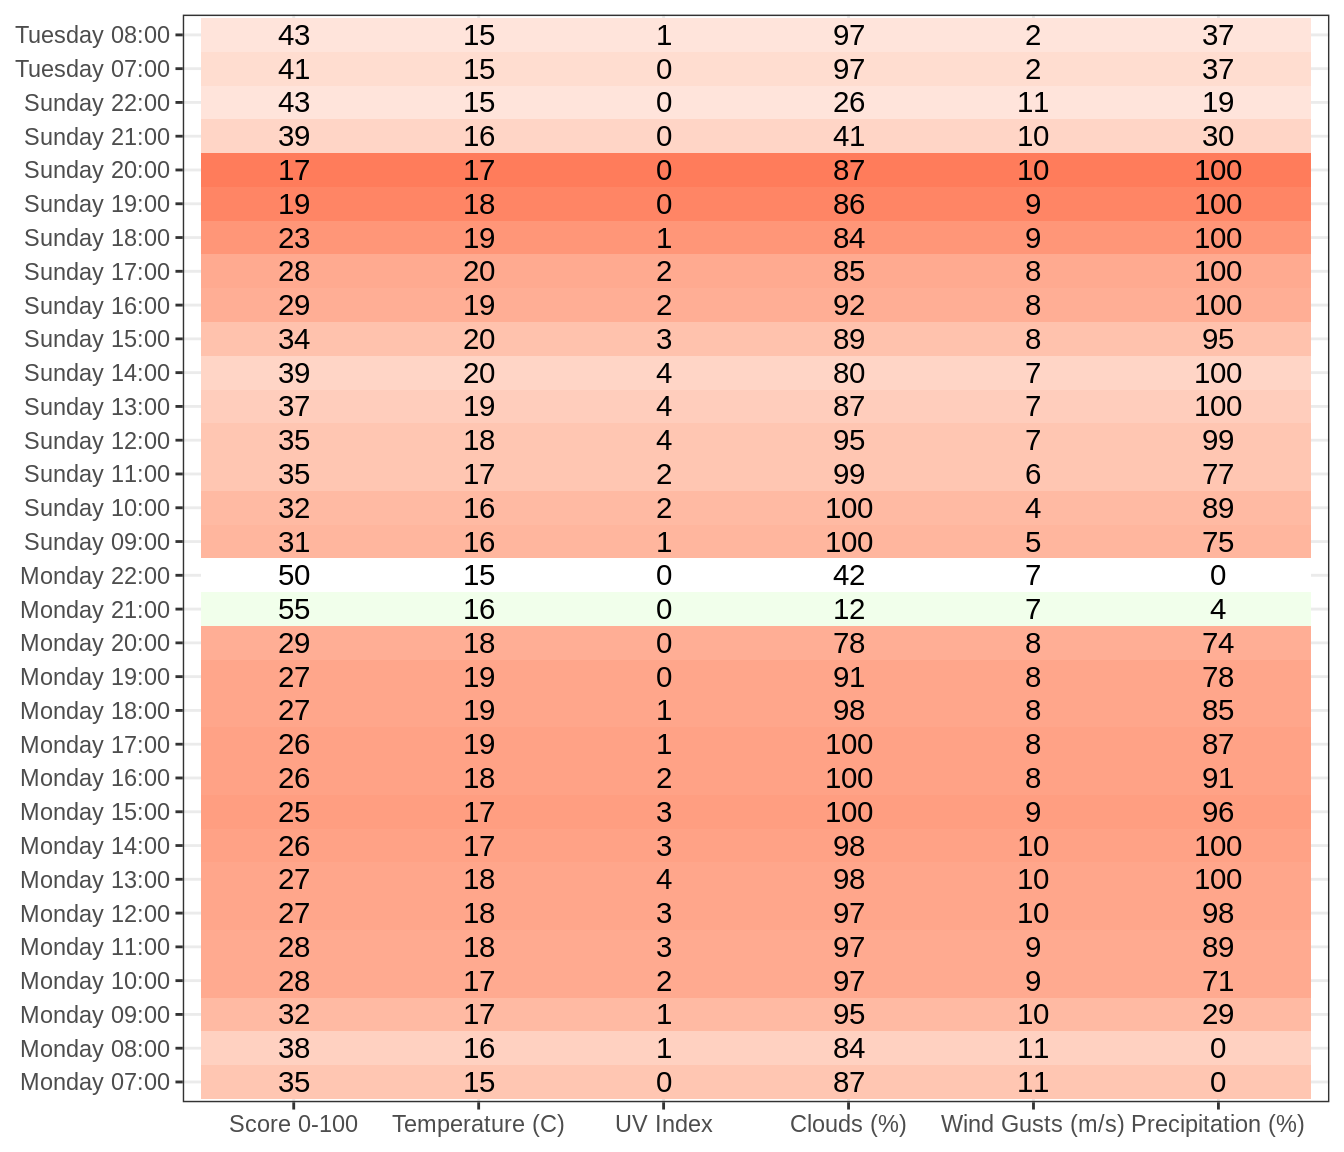 Tuesday 08:00 43 15 1 97 2 37
Tuesday 07:00 41 15 0 97 2 37
Sunday 22:00 43 15 0 26 11 19
Sunday 21:00 39 16 0 41 10 30
Sunday 20:00 17 17 0 87 10 100
Sunday 19:00 19 18 0 86 9 100
Sunday 18:00 23 19 1 84 9 100
Sunday 17:00 28 20 2 85 8 100
Sunday 16:00 29 19 2 92 8 100
Sunday 15:00 34 20 3 89 8 95
Sunday 14:00 39 20 4 80 7 100
Sunday 13:00 37 19 4 87 7 100
Sunday 12:00 35 18 4 95 7 99
Sunday 11:00 35 17 2 99 6 77
Sunday 10:00 32 16 2 100 4 89
Sunday 09:00 31 16 1 100 5 75
Monday 22:00 50 15 0 42 7 0
Monday 21:00 55 16 0 12 7 4
Monday 20:00 29 18 0 78 8 74
Monday 19:00 27 19 0 91 8 78
Monday 18:00 27 19 1 98 8 85
Monday 17:00 26 19 1 100 8 87
Monday 16:00 26 18 2 100 8 91
Monday 15:00 25 17 3 100 9 96
Monday 14:00 26 17 3 98 10 100
Monday 13:00 27 18 4 98 10 100
Monday 12:00 27 18 3 97 10 98
Monday 11:00 28 18 3 97 9 89
Monday 10:00 28 17 2 97 9 71
Monday 09:00 32 17 1 95 10 29
Monday 08:00 38 16 1 84 11 0
Monday 07:00 35 15 0 87 11 0
Score 0-100 Temperature (C) UV Index Clouds (%) Wind Gusts (m/s) Precipitation (%)